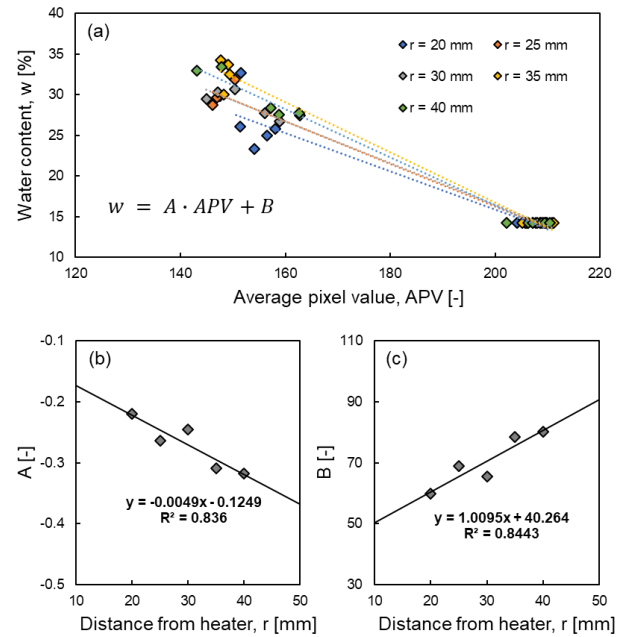 (a)
r = 20 mm
r = 25 mm
r = 30 mm
r = 35 mm
r = 40 mm
w = A · APV + B
Water content, w [%]
40
35
30
25
20
15
10
120
140
160
180
200
220
Average pixel value, APV [-]
(b)
A [-]
-0.1
-0.2
-0.3
-0.4
-0.5
y = -0.0049x - 0.1249
R² = 0.836
10
20
30
40
50
Distance from heater, r [mm]
(c)
B [-]
110
90
70
50
30
y = 1.0095x + 40.264
R² = 0.8443
10
20
30
40
50
Distance from heater, r [mm]